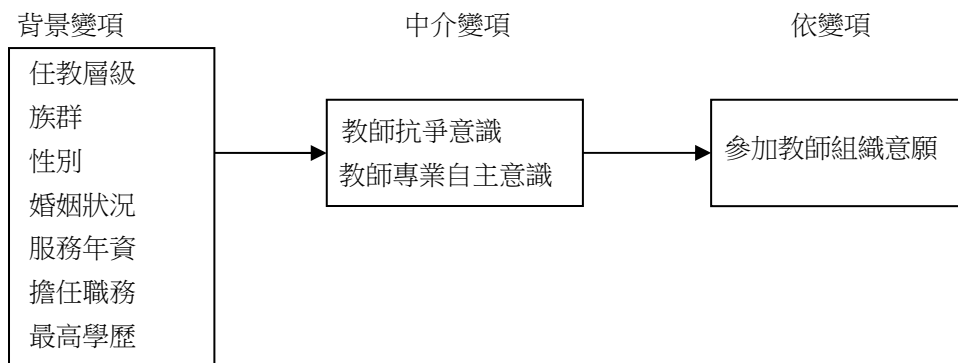 背景變項
任教層級
族群
性別
婚姻狀況
服務年資
擔任職務
最高學歷
中介變項
教師抗爭意識
教師專業自主意識
依變項
參加教師組織意願